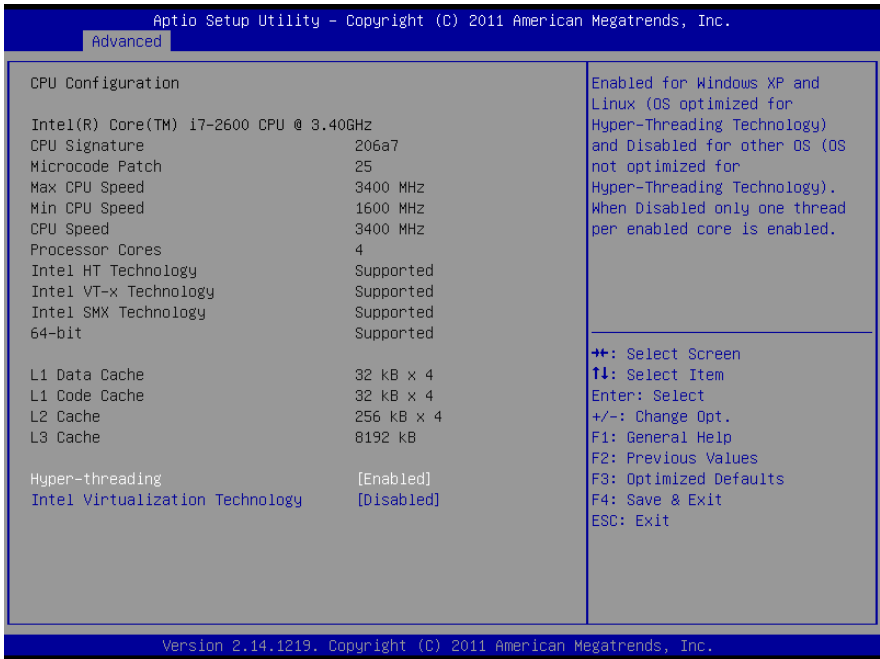 Aptio Setup Utility – Copyright (C) 2011 American Megatrends, Inc.
Advanced
CPU Configuration
Intel(R) Core(TM) i7-2600 CPU @ 3.40GHz
CPU Signature 206a7
Microcode Patch 25
Max CPU Speed 3400 MHz
Min CPU Speed 1600 MHz
CPU Speed 3400 MHz
Processor Cores 4
Intel HT Technology Supported
Intel VT-x Technology Supported
Intel SMX Technology Supported
64-bit Supported
L1 Data Cache 32 kB x 4
L1 Code Cache 32 kB x 4
L2 Cache 256 kB x 4
L3 Cache 8192 kB
Hyper-threading [Enabled]
Intel Virtualization Technology [Disabled]
Enabled for Windows XP and
Linux (OS optimized for
Hyper-Threading Technology)
and Disabled for other OS (OS
not optimized for
Hyper-Threading Technology).
When Disabled only one thread
per enabled core is enabled.
→←: Select Screen
↑↓: Select Item
Enter: Select
+/-: Change Opt.
F1: General Help
F2: Previous Values
F3: Optimized Defaults
F4: Save & Exit
ESC: Exit
Version 2.14.1219. Copyright (C) 2011 American Megatrends, Inc.